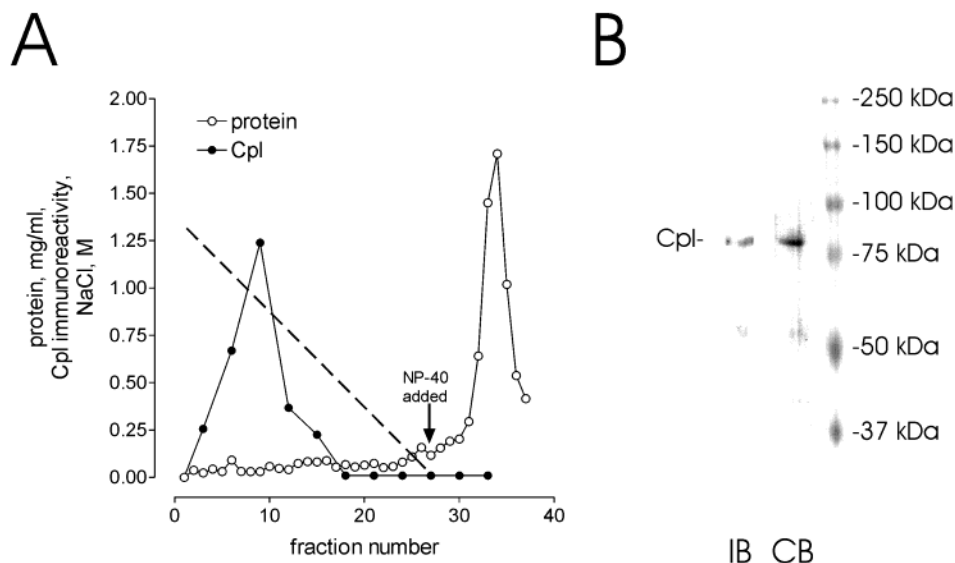 A
protein, mg/ml,
Cpl immunoreactivity,
NaCl, M
2.00
1.75
1.50
1.25
1.00
0.75
0.50
0.25
0.00
protein
Cpl
NP-40
added
0
10
20
30
40
fraction number
B
Cpl-
-250 kDa
-150 kDa
-100 kDa
-75 kDa
-50 kDa
-37 kDa
IB CB